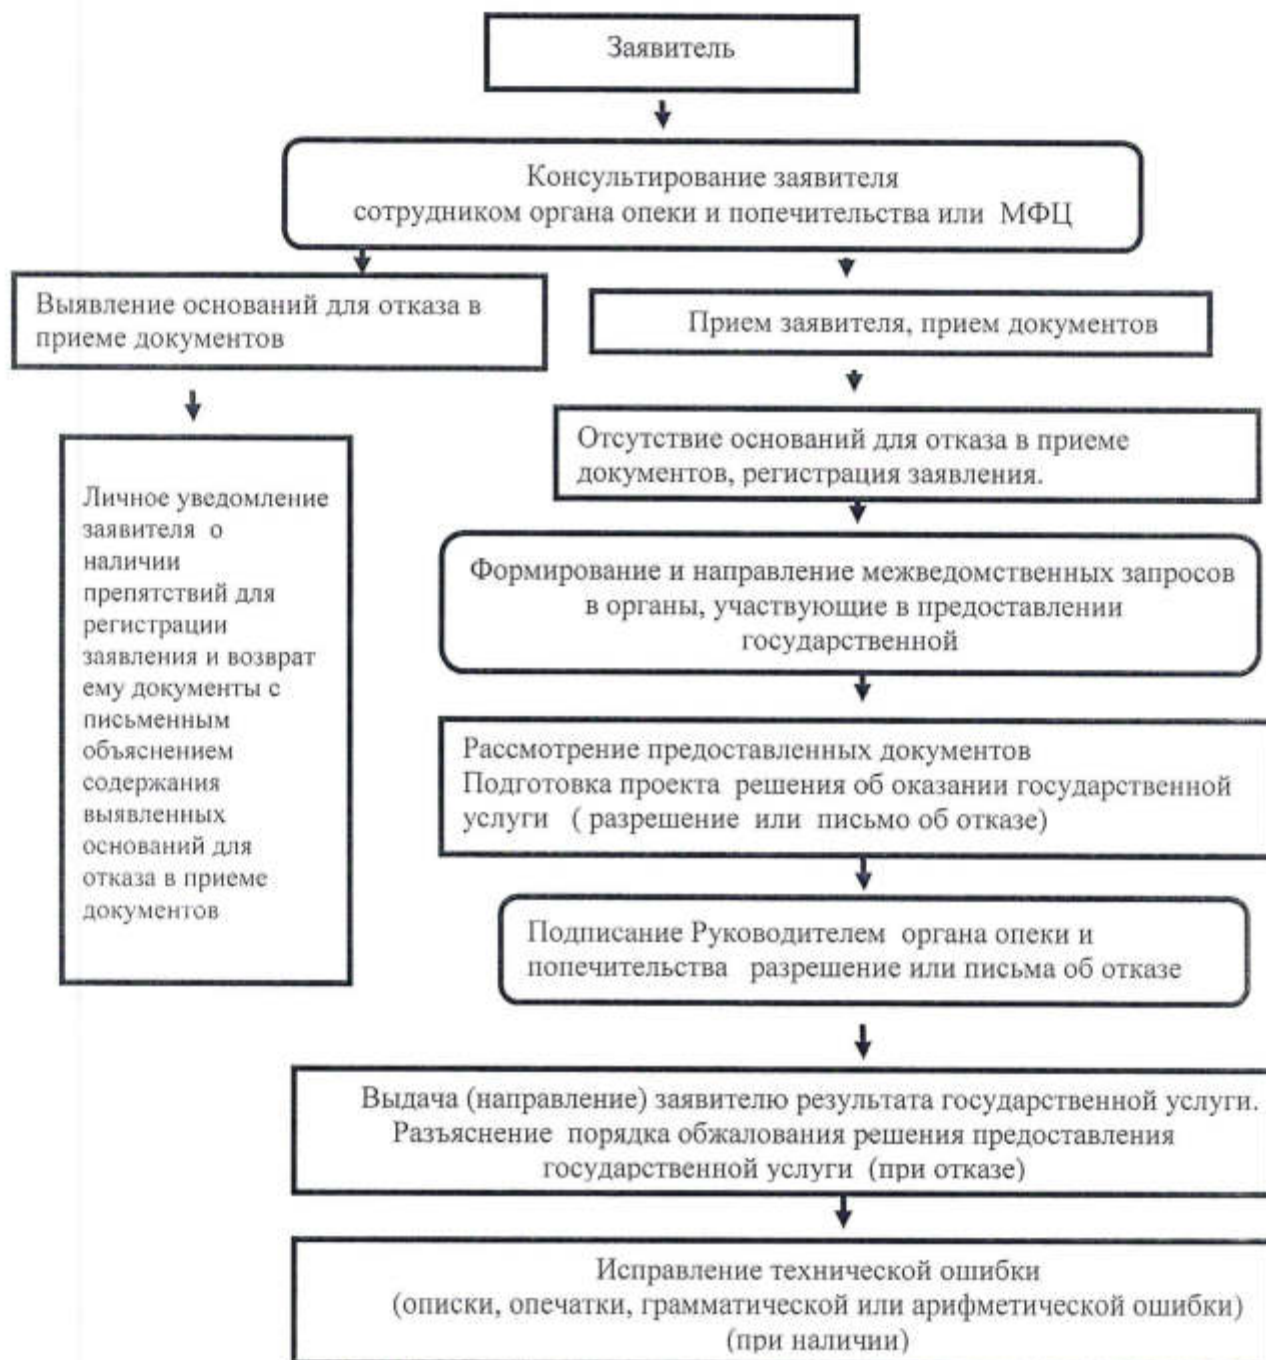 Заявитель
Консультирование заявителя
сотрудником органа опеки и попечительства или МФЦ
Выявление оснований для отказа в
приеме документов
Прием заявителя, прием документов
Личное уведомление
заявителя о
наличии
препятствий для
регистрации
заявления и возврат
ему документы с
письменным
объяснением
содержания
выявленных
оснований для
отказа в приеме
документов
Отсутствие оснований для отказа в приеме
документов, регистрация заявления.
Формирование и направление межведомственных запросов
в органы, участвующие в предоставлении
государственной
Рассмотрение предоставленных документов
Подготовка проекта решения об оказании государственной
услуги ( разрешение или письмо об отказе)
Подписание Руководителем органа опеки и
попечительства разрешение или письма об отказе
Выдача (направление) заявителю результата государственной услуги.
Разъяснение порядка обжалования решения предоставления
государственной услуги (при отказе)
Исправление технической ошибки
(описки, опечатки, грамматической или арифметической ошибки)
(при наличии)